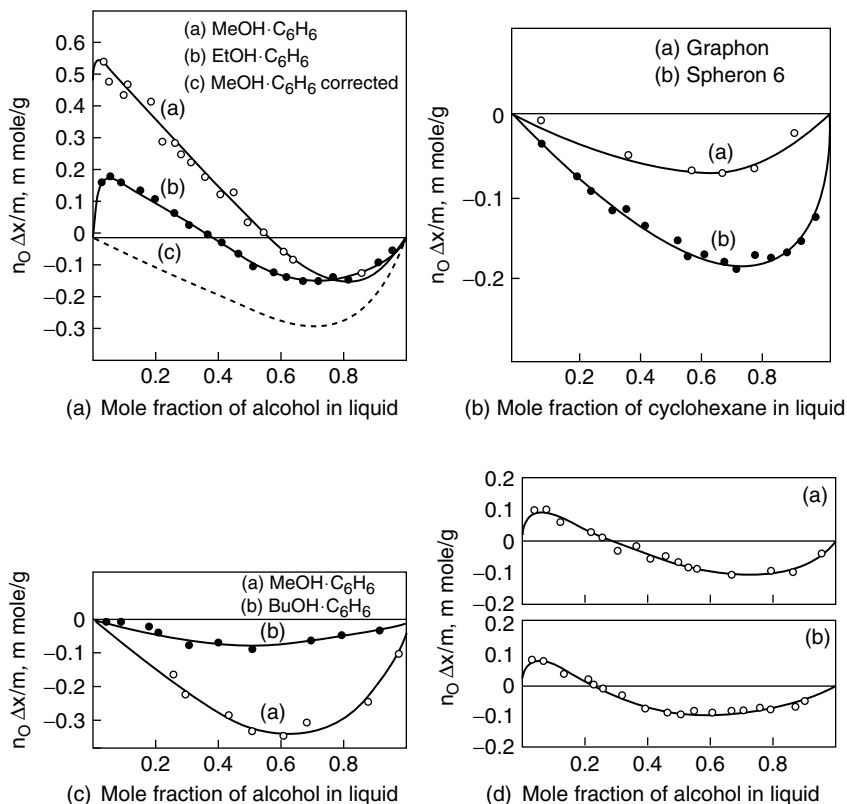 (a) MeOH·C6H6
(b) EtOH·C6H6
(c) MeOH·C6H6 corrected
0.6
0.5
0.4
0.3
0.2
0.1
0
−0.1
−0.2
−0.3
nO Δx/m, m mole/g
(a)
(b)
(c)
0.2 0.4 0.6 0.8
(a) Mole fraction of alcohol in liquid
(a) Graphon
(b) Spheron 6
0
−0.1
−0.2
nO Δx/m, m mole/g
(a)
(b)
0.2 0.4 0.6 0.8
(b) Mole fraction of cyclohexane in liquid
(a) MeOH·C6H6
(b) BuOH·C6H6
0
−0.1
−0.2
−0.3
nO Δx/m, m mole/g
(b)
(a)
0.2 0.4 0.6 0.8
(c) Mole fraction of alcohol in liquid
0.2
0.1
0
−0.1
−0.2
(a)
0.2
0.1
0
−0.1
0.2
(b)
nO Δx/m, m mole/g
0.2 0.4 0.6 0.8
(d) Mole fraction of alcohol in liquid